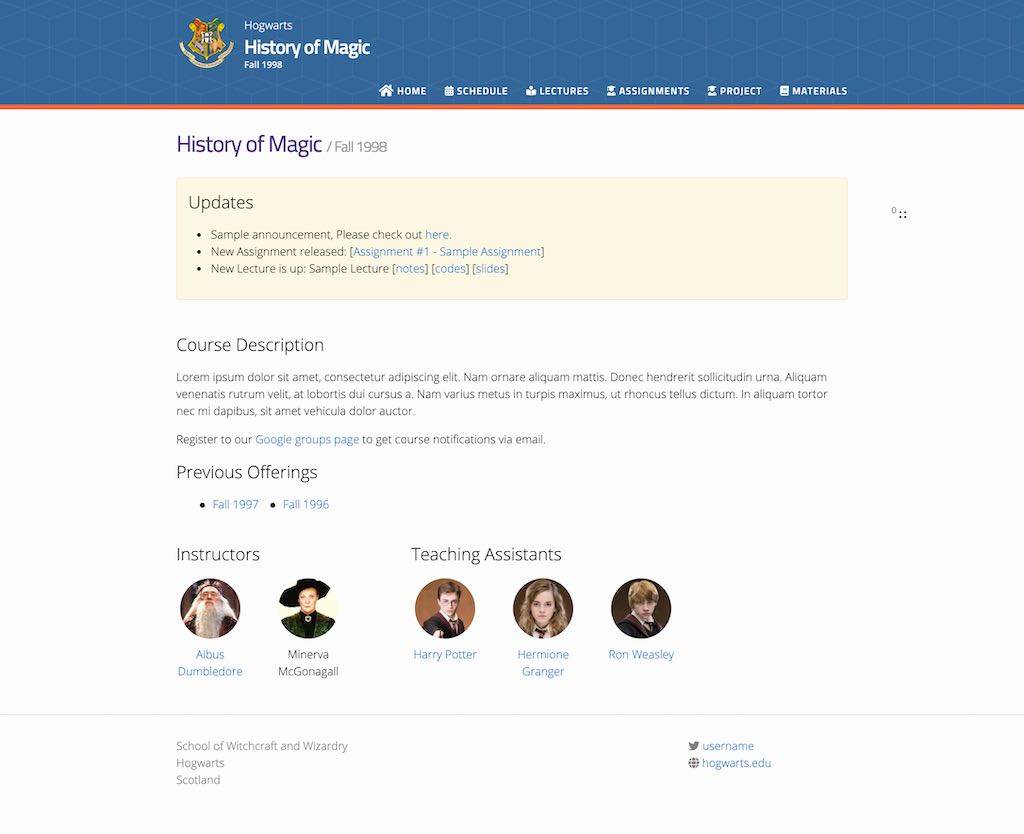 Hogwarts
History of Magic
Fall 1998
HOME SCHEDULE LECTURES ASSIGNMENTS PROJECT MATERIALS
History of Magic / Fall 1998
Updates
Sample announcement, Please check out here.
New Assignment released: [Assignment #1 - Sample Assignment]
New Lecture is up: Sample Lecture [notes] [codes] [slides]
0 ::
Course Description
Lorem ipsum dolor sit amet, consectetur adipiscing elit. Nam ornare aliquam mattis. Donec hendrerit sollicitudin urna. Aliquam
venenatis rutrum velit, at lobortis dui cursus a. Nam varius metus in turpis maximus, ut rhoncus tellus dictum. In aliquam tortor
nec mi dapibus, sit amet vehicula dolor auctor.
Register to our Google groups page to get course notifications via email.
Previous Offerings
Fall 1997 Fall 1996
Instructors
Albus
Dumbledore
Minerva
McGonagall
Teaching Assistants
Harry Potter
Hermione
Granger
Ron Weasley
School of Witchcraft and Wizardry
Hogwarts
Scotland
username
hogwarts.edu